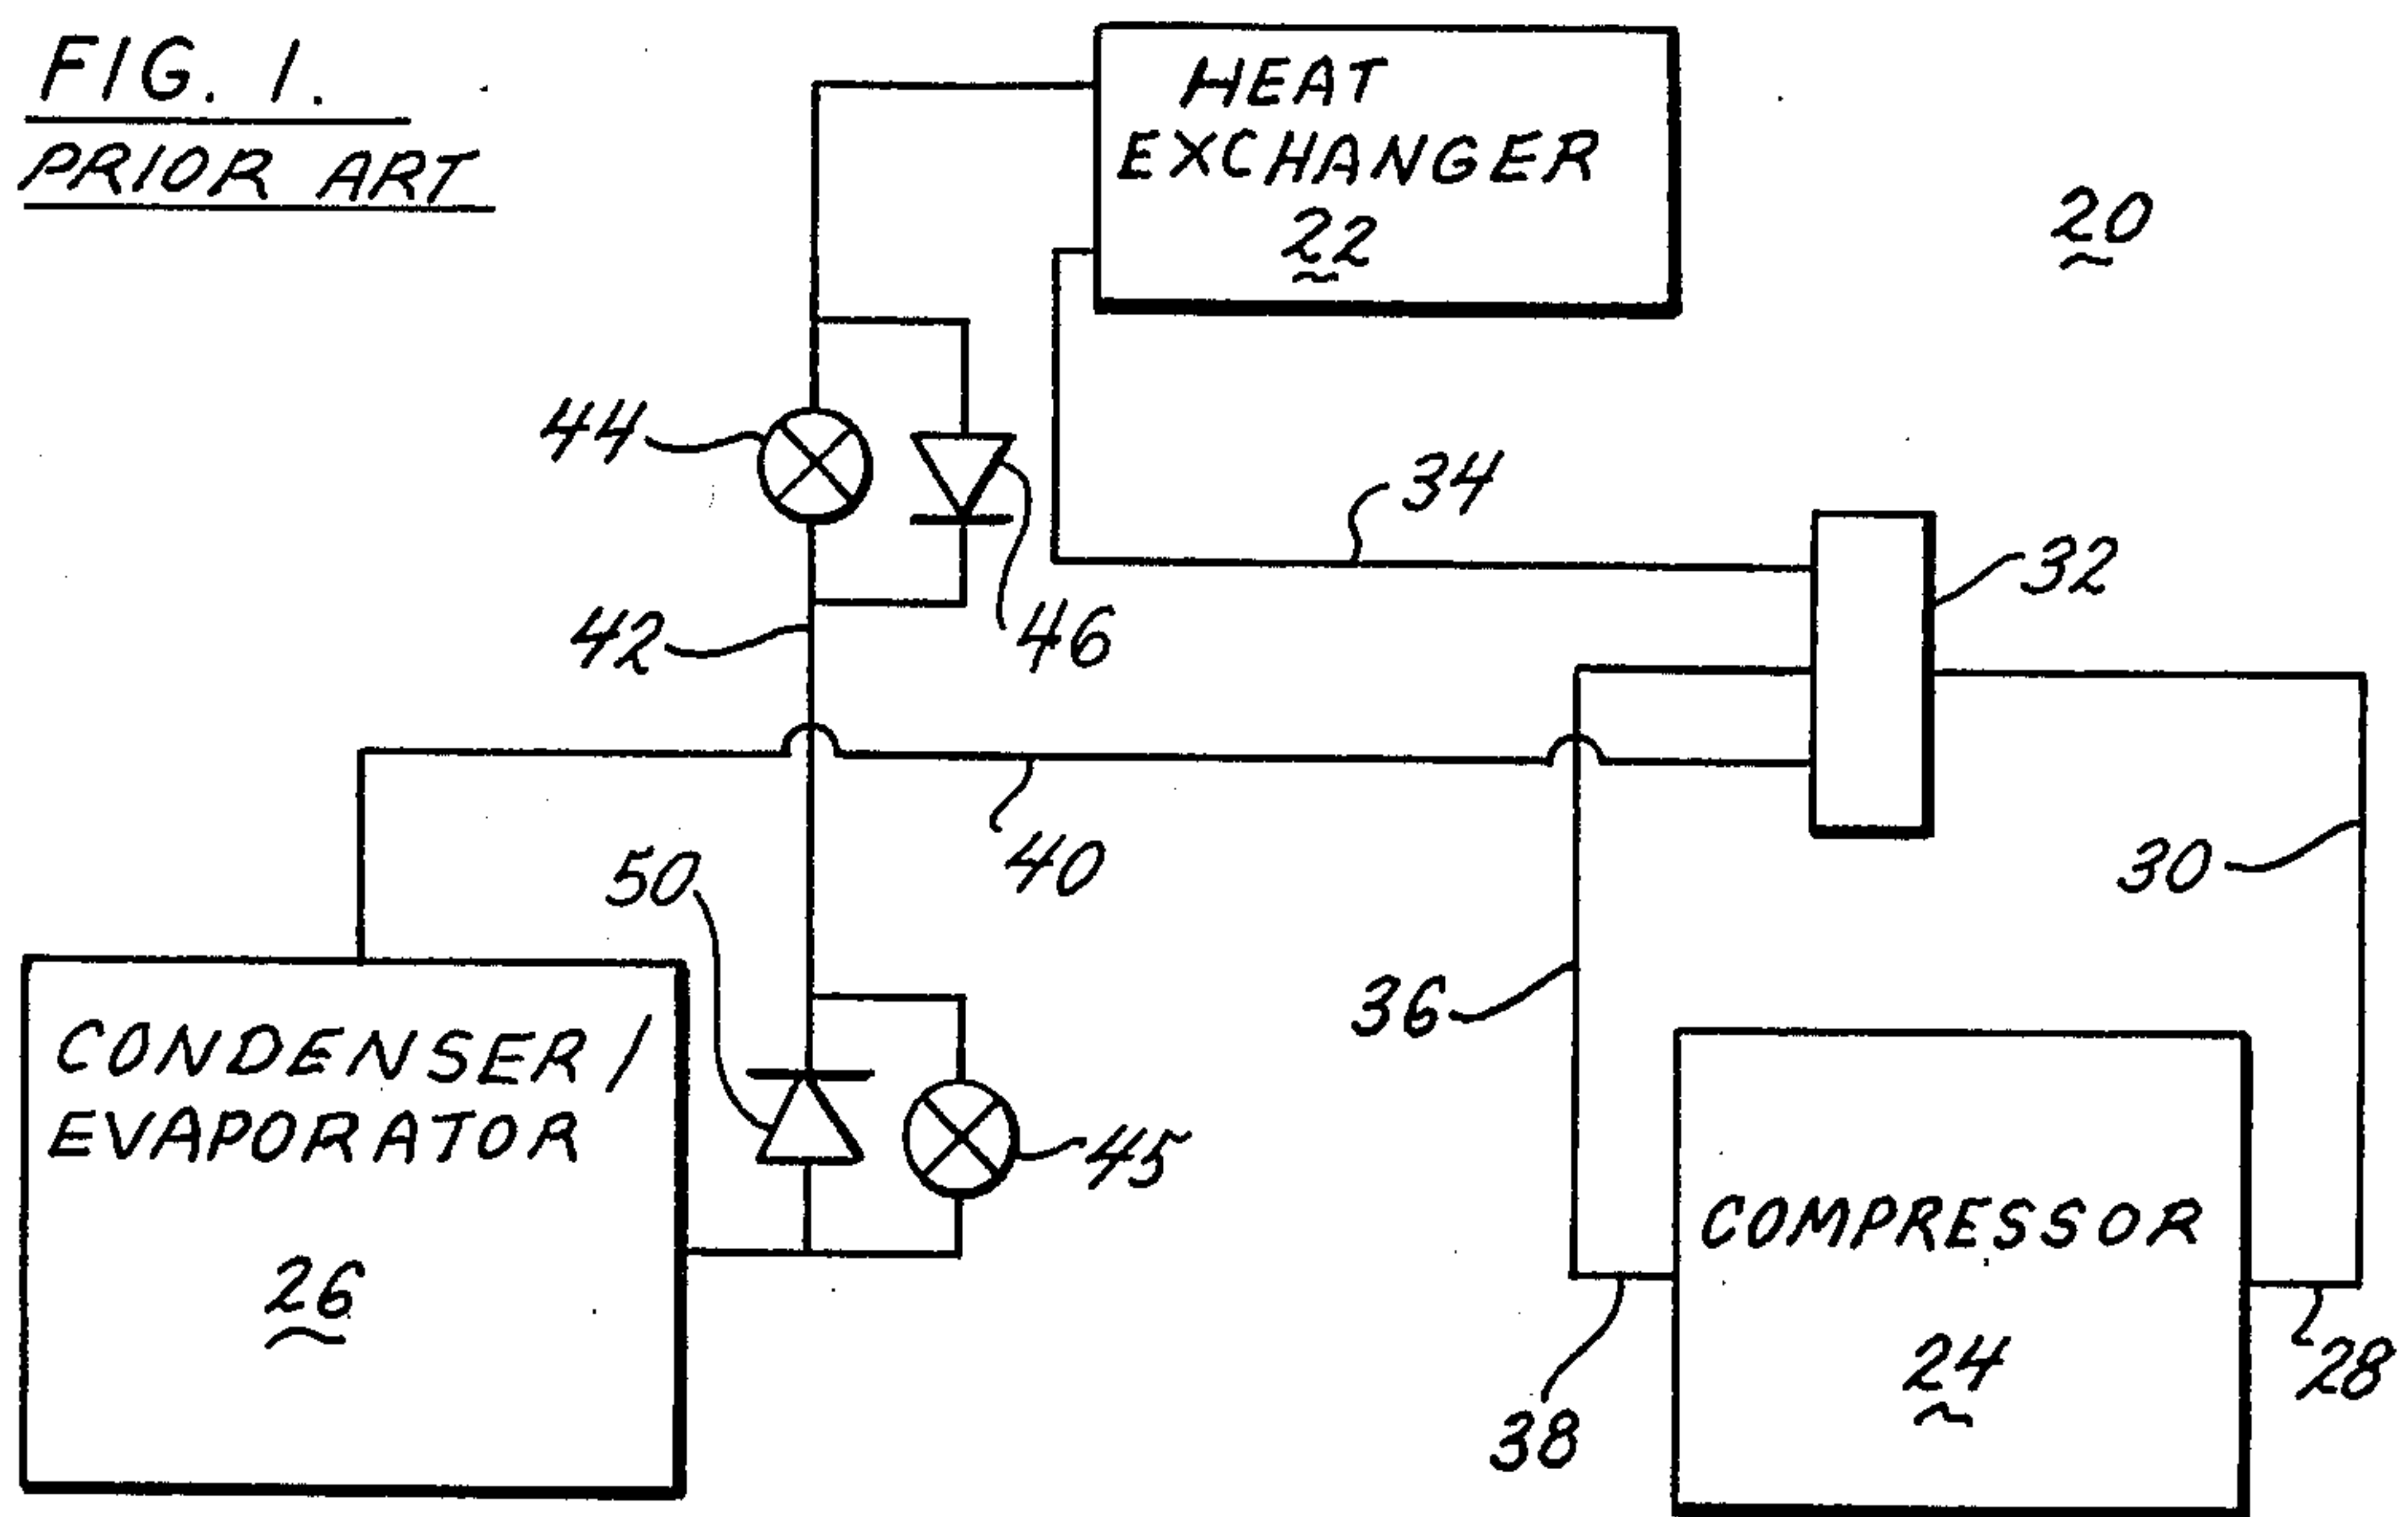 FIG. 1.
PRIOR ART
HEAT
EXCHANGER
22
20
44
34
32
42
46
40
30
50
36
CONDENSER/
EVAPORATOR
26
45
COMPRESSOR
24
38
28